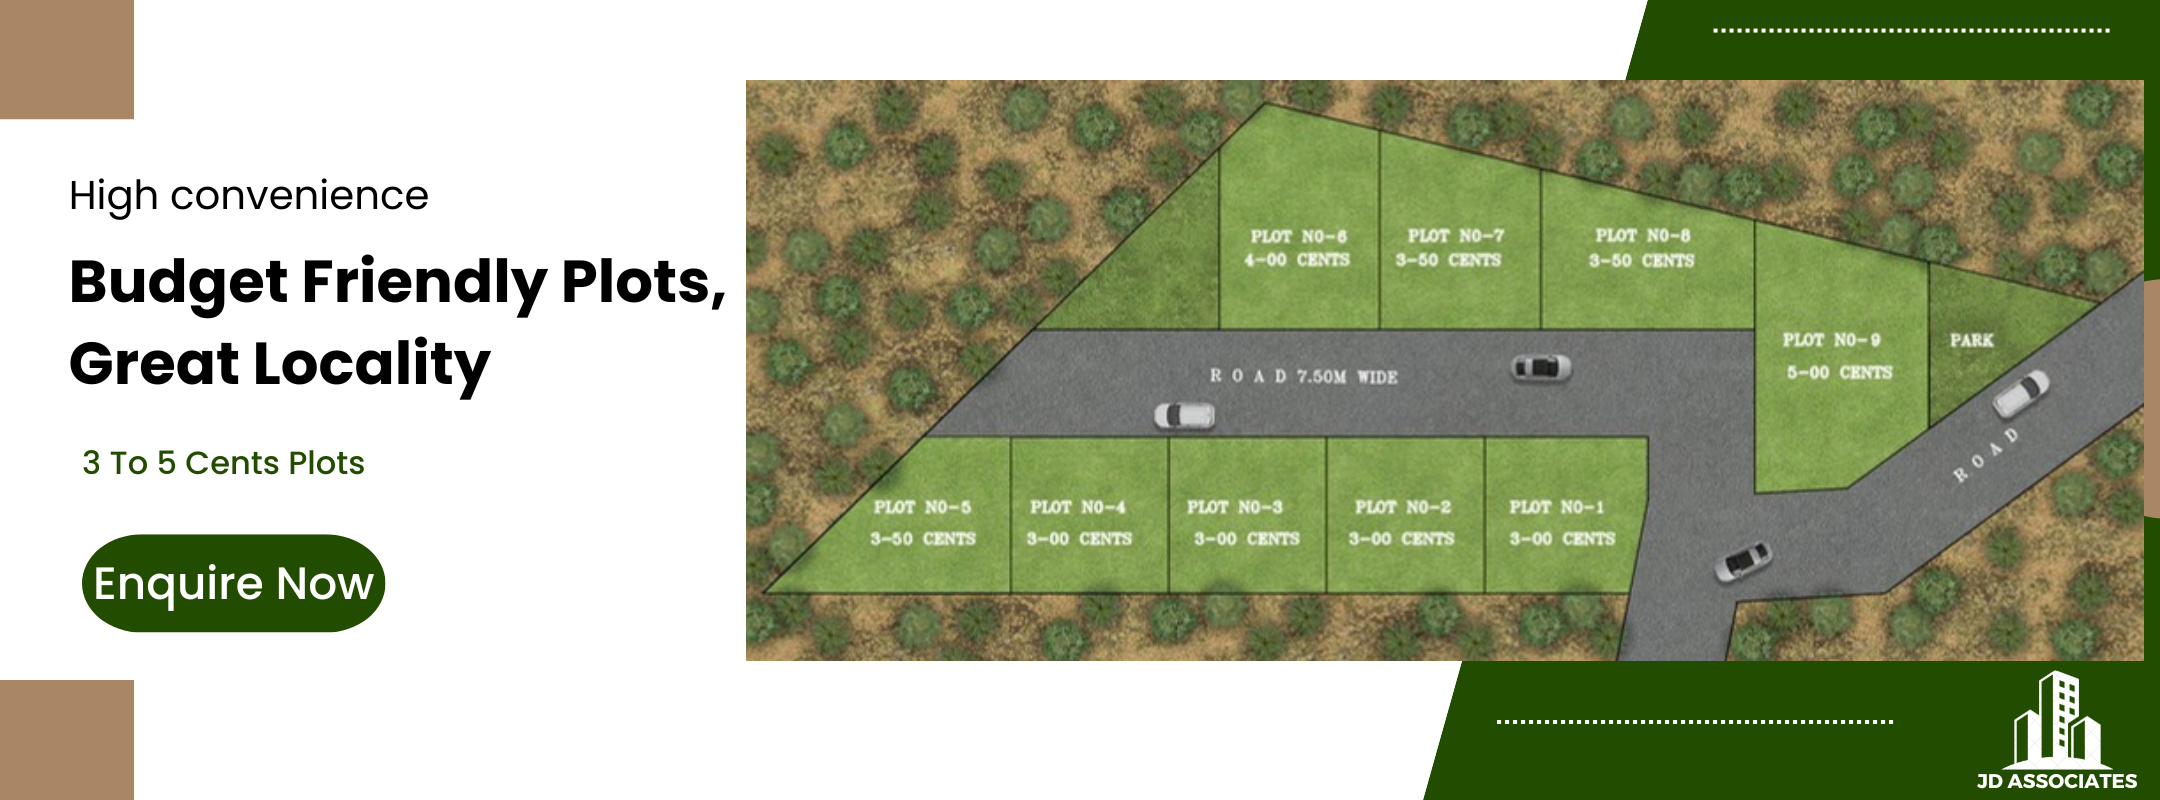 High convenience
Budget Friendly Plots,
Great Locality
3 To 5 Cents Plots
Enquire Now
PLOT NO-6
4-00 CENTS
PLOT NO-7
3-50 CENTS
PLOT NO-8
3-50 CENTS
PLOT NO-9
5-00 CENTS
PARK
ROAD 7.50M WIDE
ROAD
PLOT NO-5
3-50 CENTS
PLOT NO-4
3-00 CENTS
PLOT NO-3
3-00 CENTS
PLOT NO-2
3-00 CENTS
PLOT NO-1
3-00 CENTS
JD ASSOCIATES